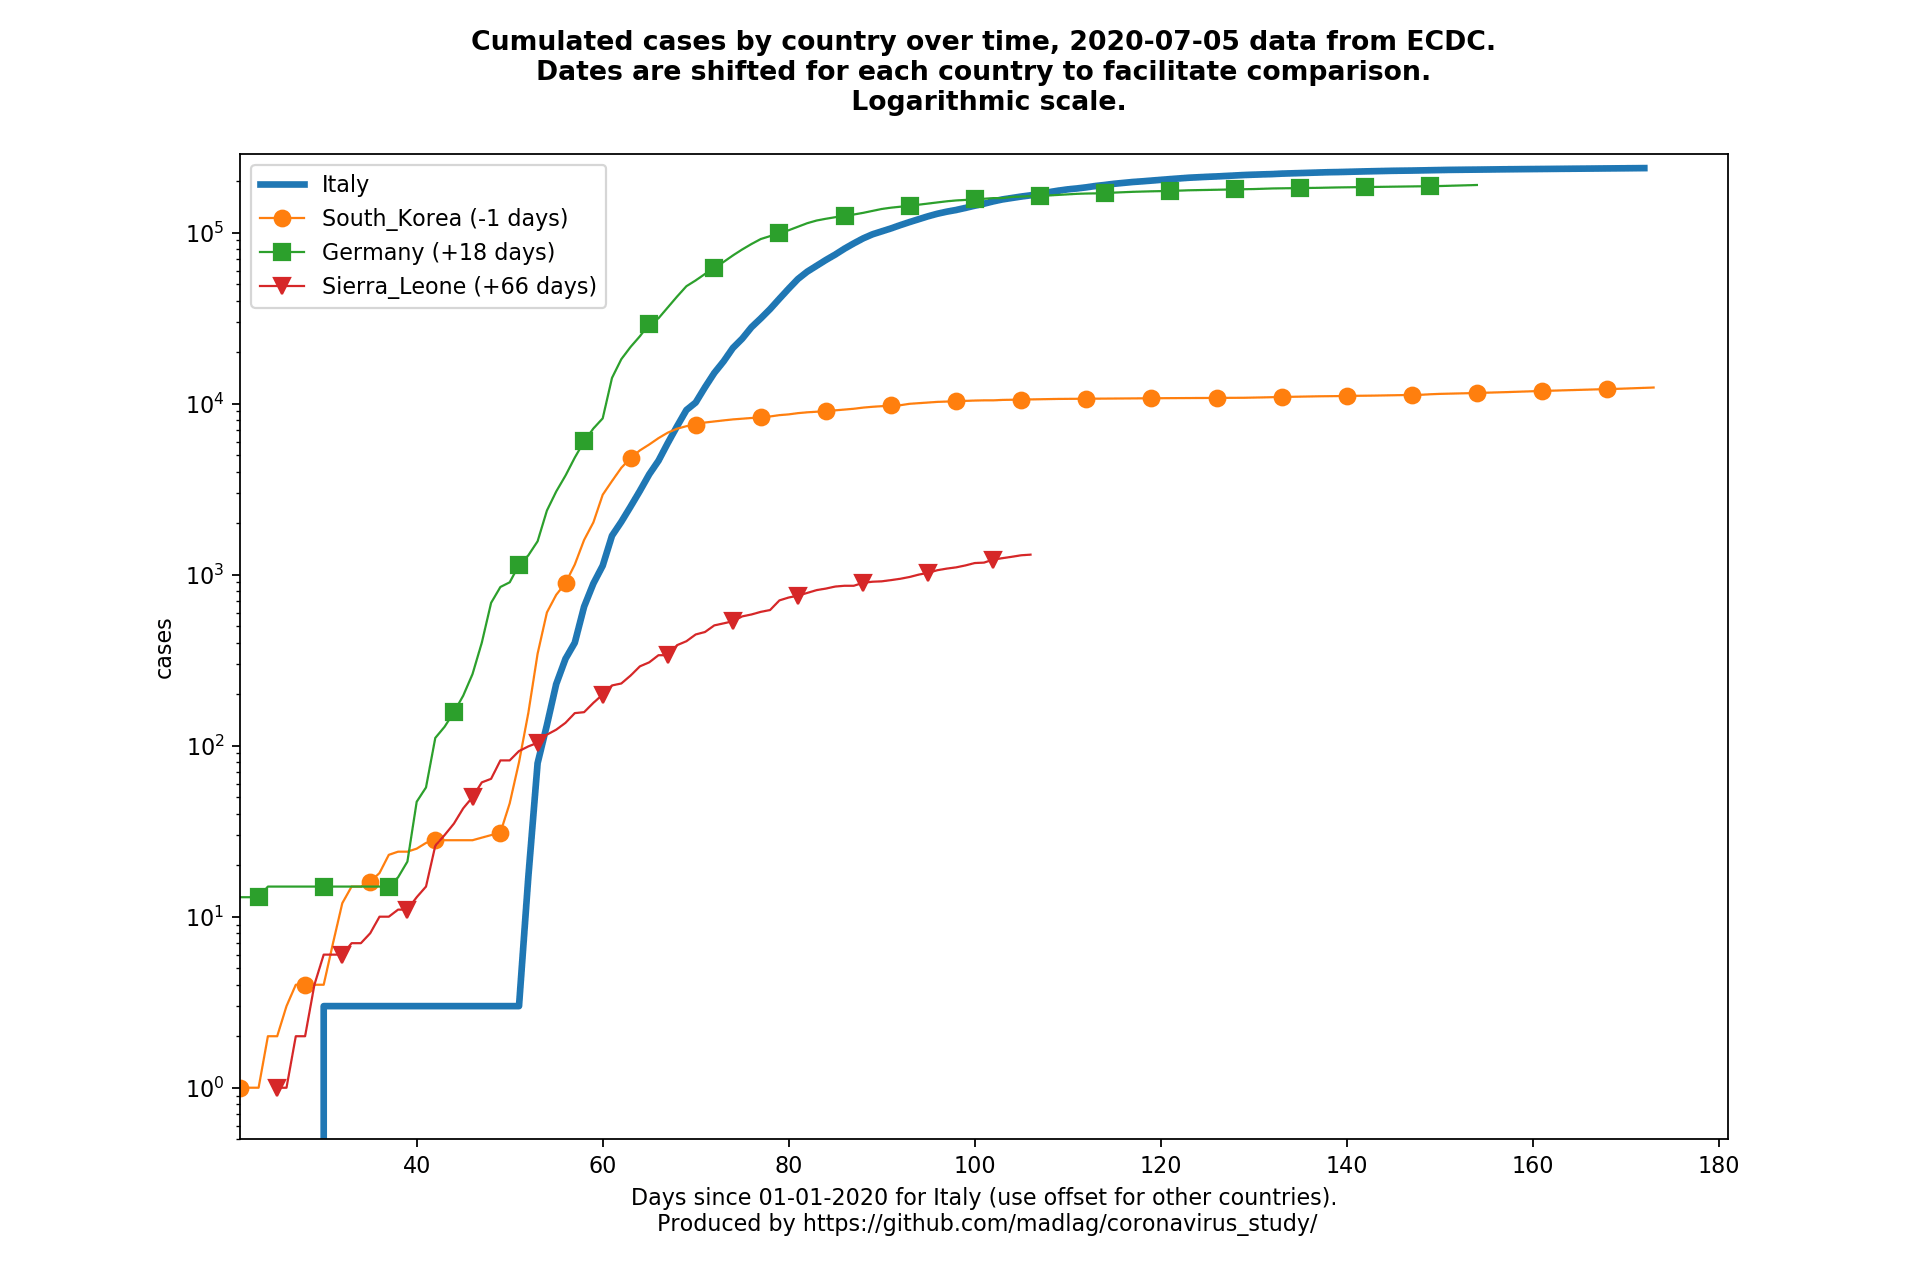 Cumulated cases by country over time, 2020-07-05 data from ECDC.
Dates are shifted for each country to facilitate comparison.
Logarithmic scale.
Italy
South_Korea (-1 days)
Germany (+18 days)
Sierra_Leone (+66 days)
10^5
10^4
10^3
10^2
10^1
10^0
cases
40 60 80 100 120 140 160 180
Days since 01-01-2020 for Italy (use offset for other countries).
Produced by https://github.com/madlag/coronavirus_study/